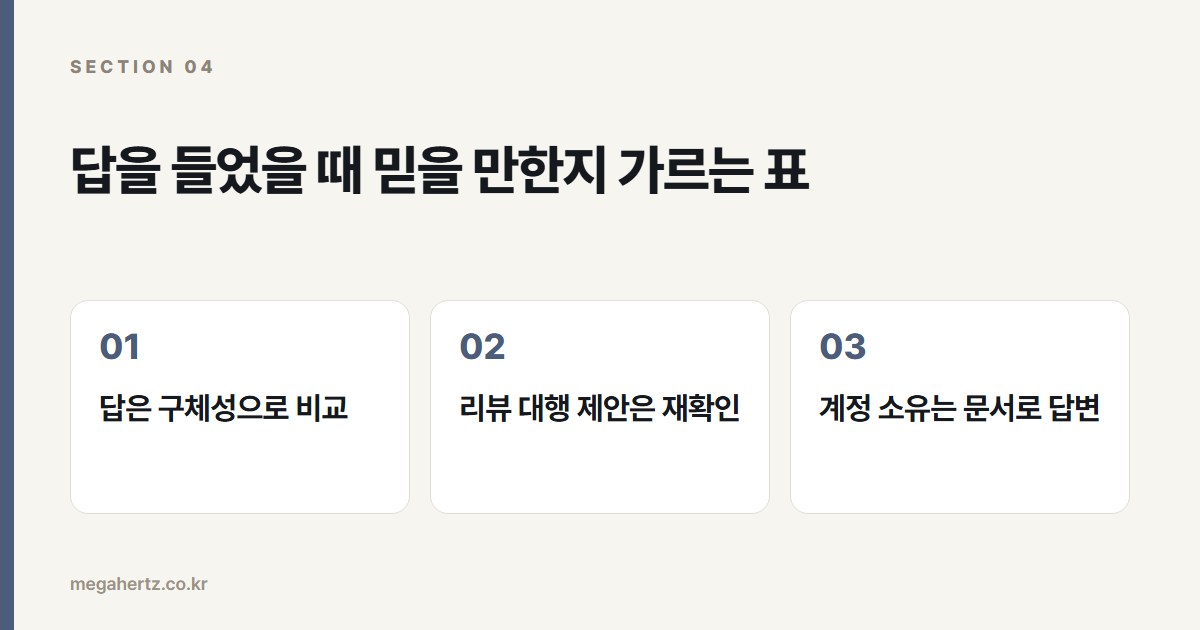 SECTION 04
답을 들었을 때 믿을 만한지 가르는 표
01
답은 구체성으로 비교
02
리뷰 대행 제안은 재확인
03
계정 소유는 문서로 답변
megahertz.co.kr